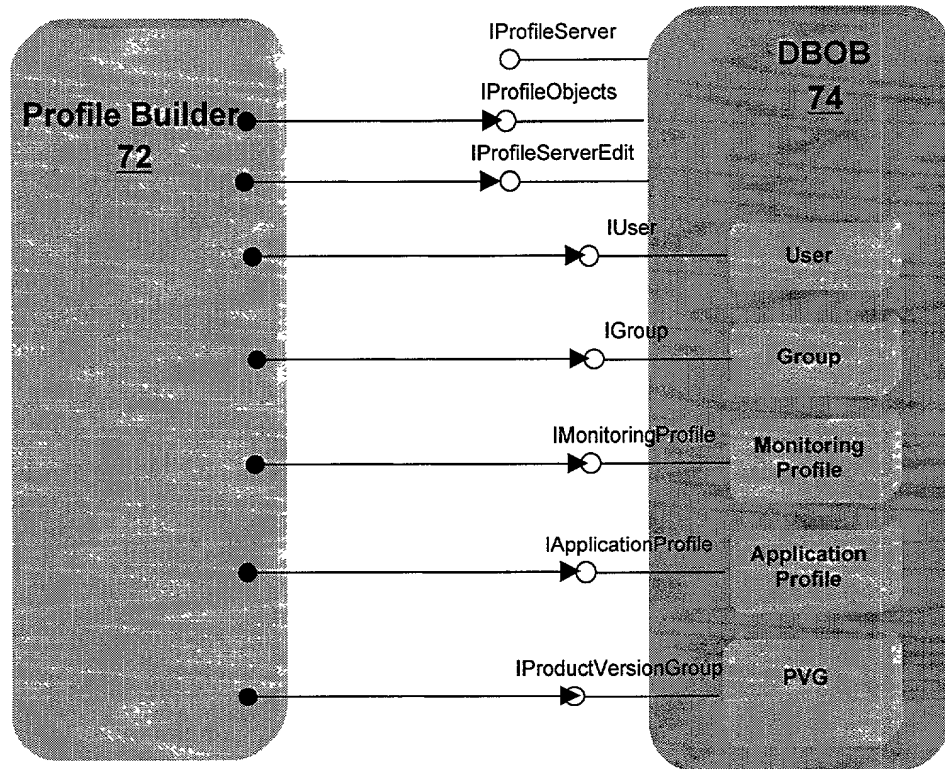 IProfileServer
DBOB
74
IProfileObjects
Profile Builder
72
IProfileServerEdit
IUser
User
IGroup
Group
IMonitoringProfile
Monitoring
Profile
IApplicationProfile
Application
Profile
IProductVersionGroup
PVG